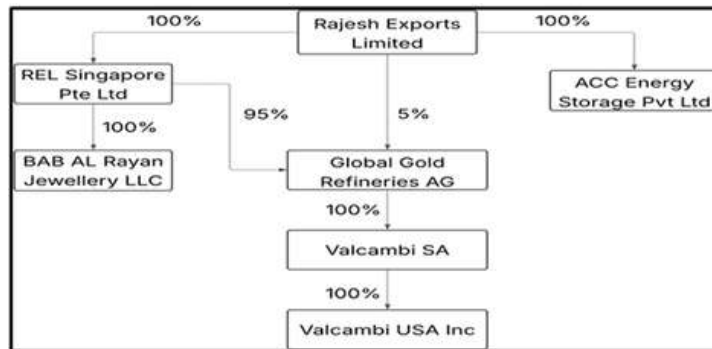 100%
Rajesh Exports
Limited
100%
REL Singapore
Pte Ltd
ACC Energy
Storage Pvt Ltd
95%
5%
100%
BAB AL Rayan
Jewellery LLC
Global Gold
Refineries AG
100%
Valcambi SA
100%
Valcambi USA Inc